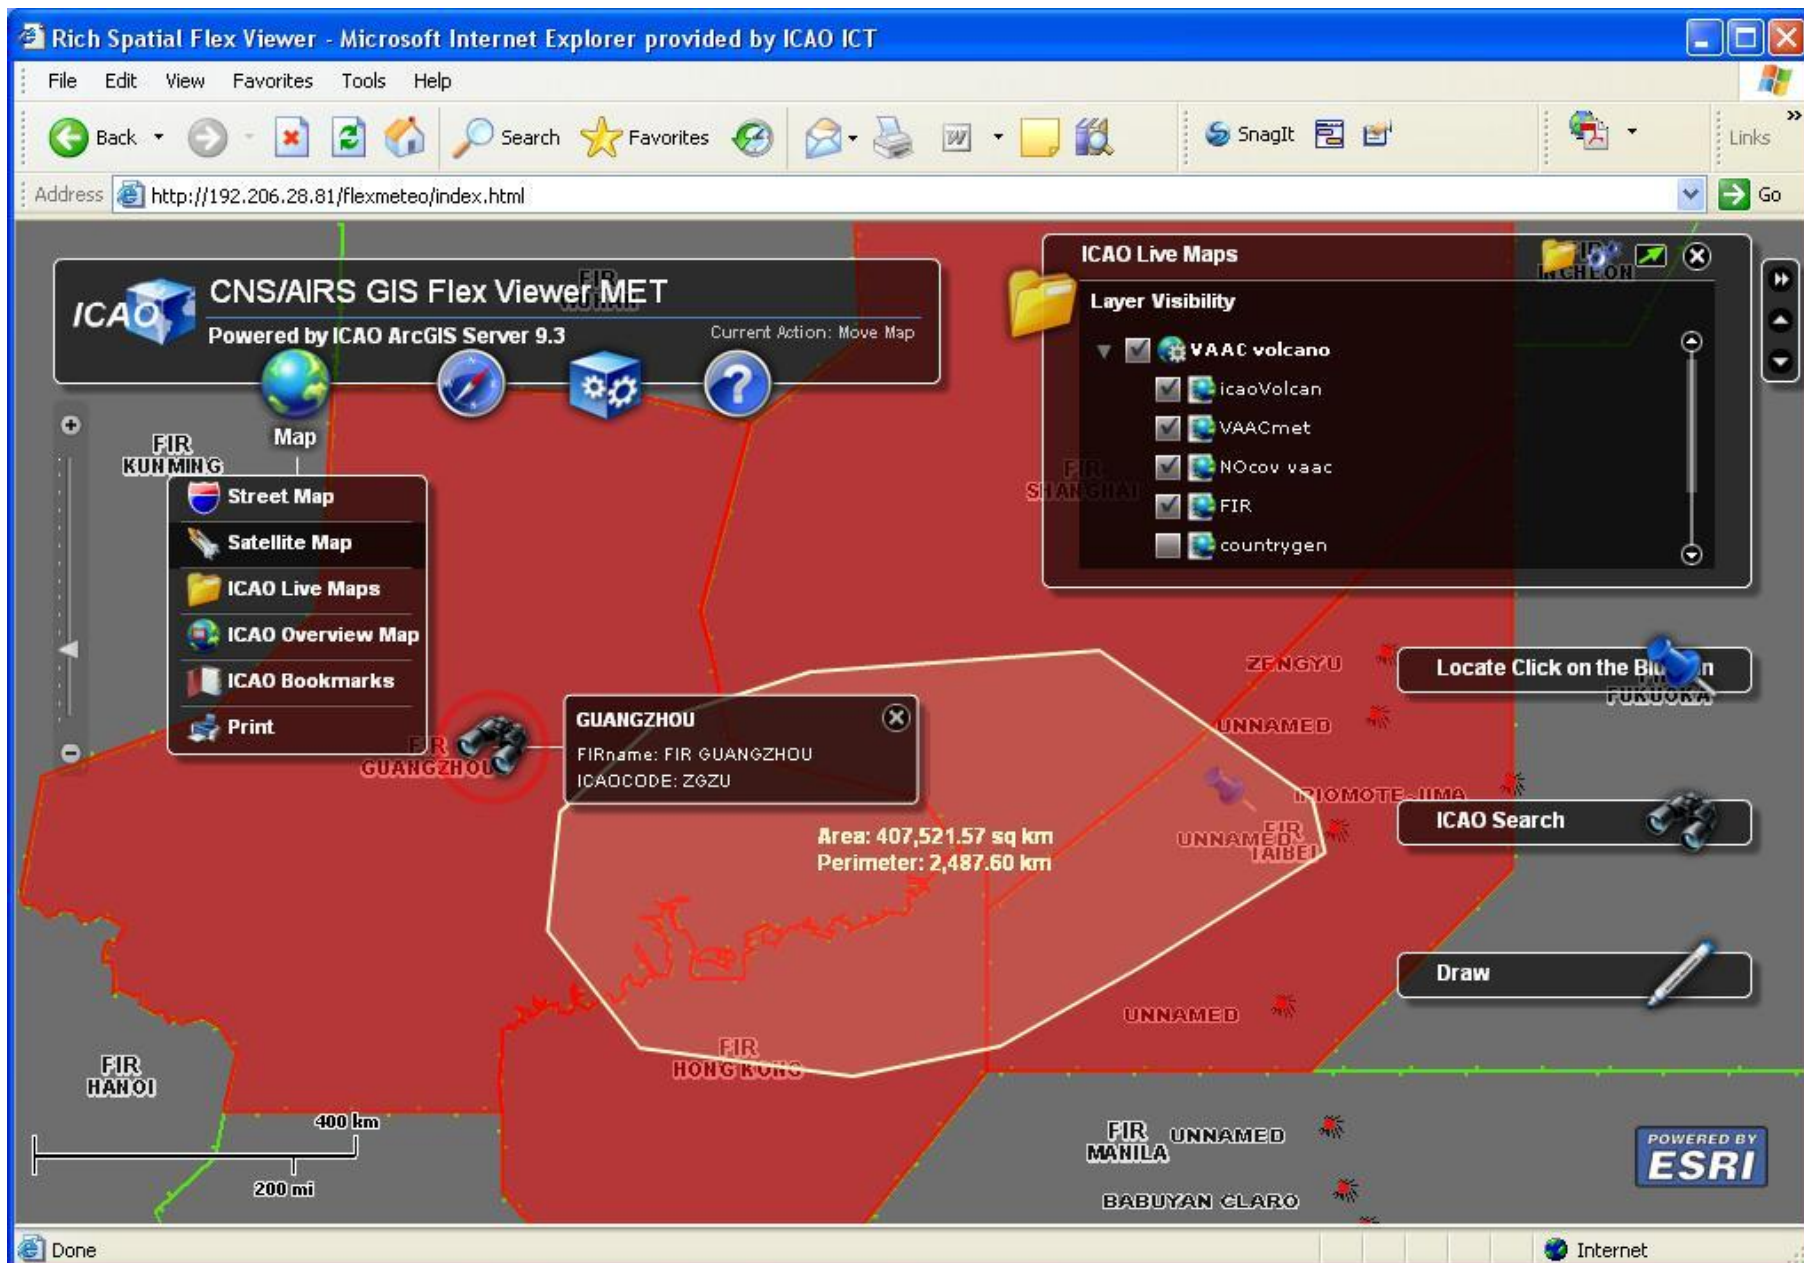 Rich Spatial Flex Viewer - Microsoft Internet Explorer provided by ICAO ICT
File Edit View Favorites Tools Help
Back Search Favorites SnagIt Links
Address http://192.206.28.81/flexmeteo/index.html Go
ICAO
CNS/AIRS GIS Flex Viewer MET
Powered by ICAO ArcGIS Server 9.3
Current Action: Move Map
Map
Street Map
Satellite Map
ICAO Live Maps
ICAO Overview Map
ICAO Bookmarks
Print
FIR
KUNMING
ICAO Live Maps
Layer Visibility
VAAC volcano
icaoVolcan
VAACmet
NOcov vaac
FIR
countrygen
FIR
INCHEON
FIR
SHANGHAI
ZENGYU
Locate Click on the
FUKUOKA
UNNAMED
FIR
GUANGZHOU
GUANGZHOU
FIRname: FIR GUANGZHOU
ICAOCODE: ZGZU
IRIOMOTE-JIMA
ICAO Search
Area: 407,521.57 sq km
Perimeter: 2,487.60 km
UNNAMED
FIR
TAIBEI
Draw
UNNAMED
FIR
HONG KONG
FIR
HANOI
400 km
200 mi
FIR
MANILA
UNNAMED
BABUYAN CLARO
POWERED BY
ESRI
Done
Internet